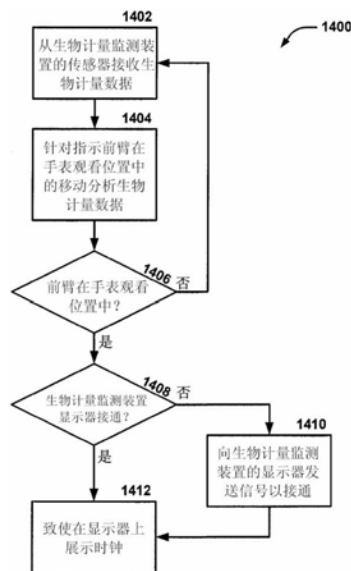 1402
1400
从生物计量监测装
置的传感器接收生
物计量数据
1404
针对指示前臂在
手表观看位置中
的移动分析生物
计量数据
1406
否
前臂在手表观看
位置中？
是
1408
否
生物计量监测装置
显示器接通？
是
1410
向生物计量监测
装置的显示器发
送信号以接通
1412
致使在显示器上
展示时钟